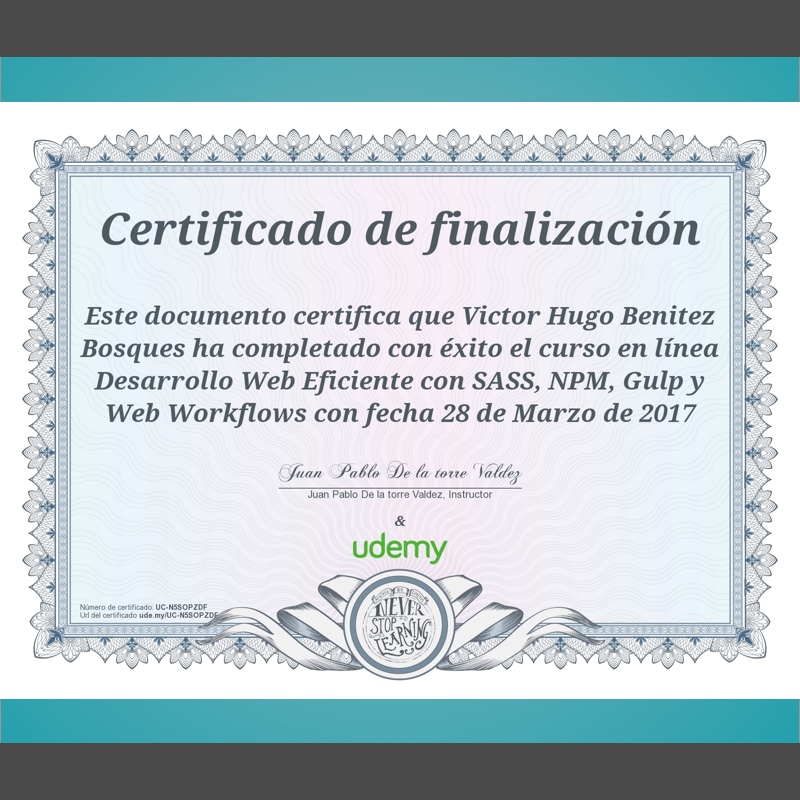 Certificado de finalización
Este documento certifica que Victor Hugo Benitez
Bosques ha completado con éxito el curso en línea
Desarrollo Web Eficiente con SASS, NPM, Gulp y
Web Workflows con fecha 28 de Marzo de 2017
Juan Pablo De la torre Valdez
Juan Pablo De la torre Valdez, Instructor
&
udemy
Número de certificado: UC-N5SOPZDF
Url del certificado ude.my/UC-N5SOPZDF
NEVER
STOP
LEARNING